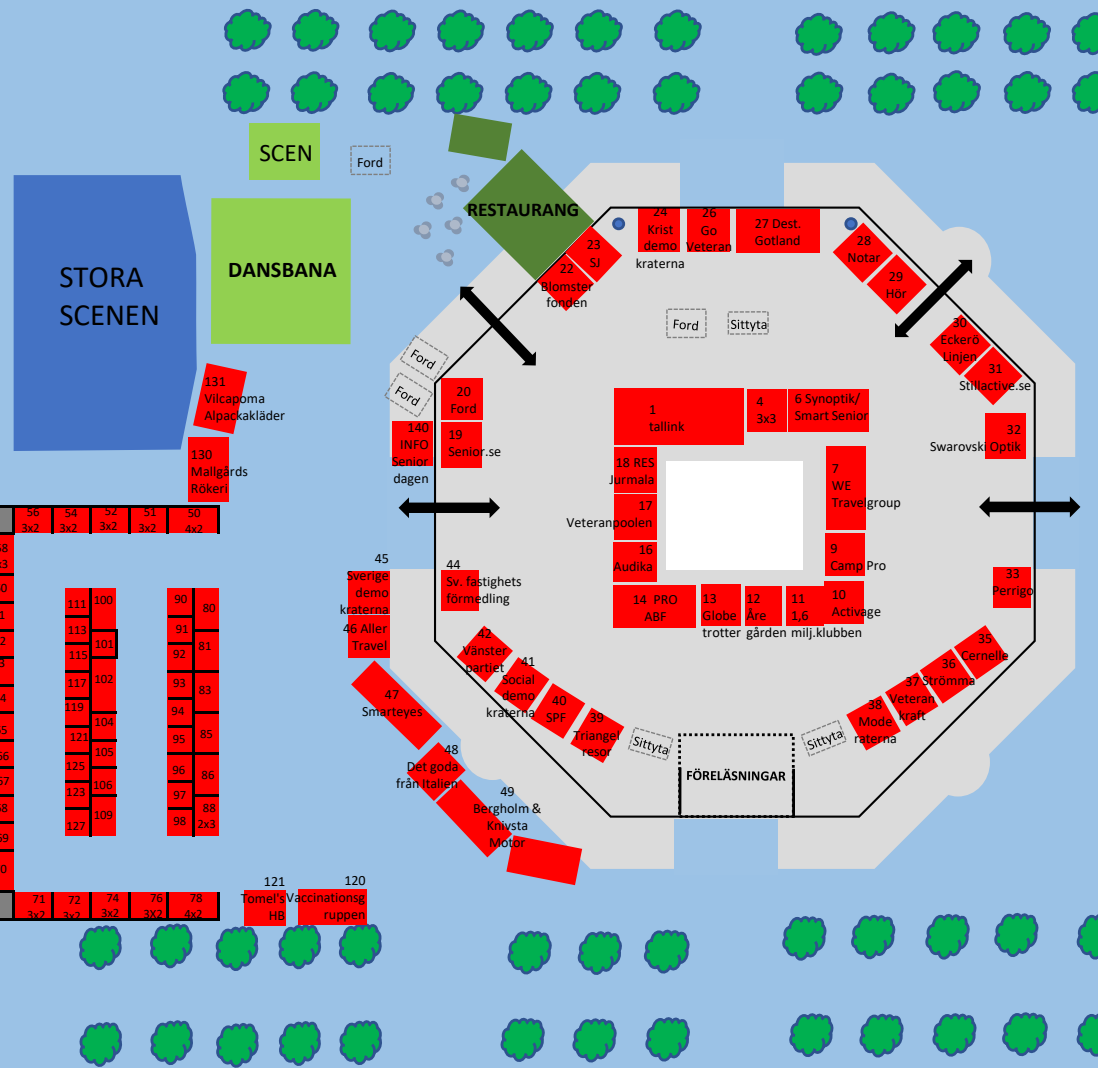 SCEN
Ford
STORA
SCENEN
DANSBANA
RESTAURANG
23
SJ
22
Blomster
fonden
24
Krist
demo
kraterna
26
Go
Veteran
27 Dest.
Gotland
28
Notar
29
Hör
30
Eckerö
Linjen
31
Stillactive.se
32
Swarovski Optik
Ford
Sittyta
Ford
Ford
20
Ford
19
Senior.se
140
INFO
Senior
dagen
131
Vilcapoma
Alpackakläder
130
Mallgårds
Rökeri
1
tallink
4
3x3
6 Synoptik/
Smart Senior
18 RES
Jurmala
17
Veteranpoolen
16
Audika
7
WE
Travelgroup
9
Camp Pro
10
Activage
14 PRO
ABF
13
Globe
trotter
12
Åre
gården
11
1,6
milj.klubben
33
Perrigo
35
Cernelle
36
Strömma
37
Veteran
kraft
38
Mode
raterna
Sittyta
FÖRELÄSNINGAR
Sittyta
39
Triangel
resor
40
SPF
41
Social
demo
kraterna
42
Vänster
partiet
44
Sv. fastighets
förmedling
45
Sverige
demo
kraterna
46 Aller
Travel
47
Smarteyes
48
Det goda
från Italien
49
Bergholm &
Knivsta
Motor
56
3x2
54
3x2
52
3x2
51
3x2
50
4x2
111
113
115
117
119
121
125
123
127
100
101
102
104
105
106
109
90
91
92
93
94
95
96
97
98
80
81
83
85
86
88
2x3
71
3x2
72
3x2
74
3x2
76
3X2
78
4x2
121
Tomel's
HB
120
Vaccinationsg
ruppen